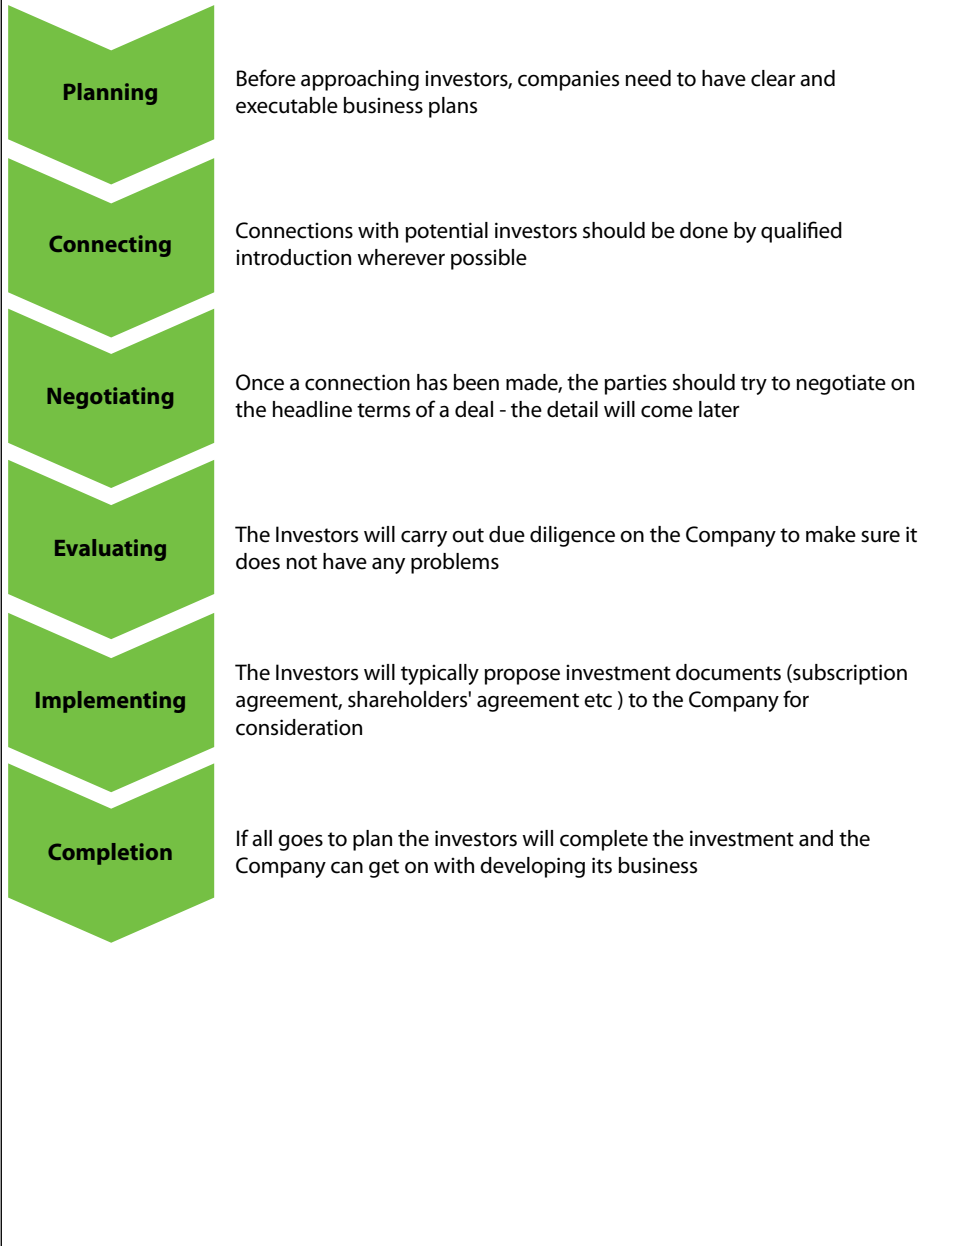 Planning
Before approaching investors, companies need to have clear and
executable business plans
Connecting
Connections with potential investors should be done by qualified
introduction wherever possible
Negotiating
Once a connection has been made, the parties should try to negotiate on
the headline terms of a deal - the detail will come later
Evaluating
The Investors will carry out due diligence on the Company to make sure it
does not have any problems
Implementing
The Investors will typically propose investment documents (subscription
agreement, shareholders' agreement etc ) to the Company for
consideration
Completion
If all goes to plan the investors will complete the investment and the
Company can get on with developing its business